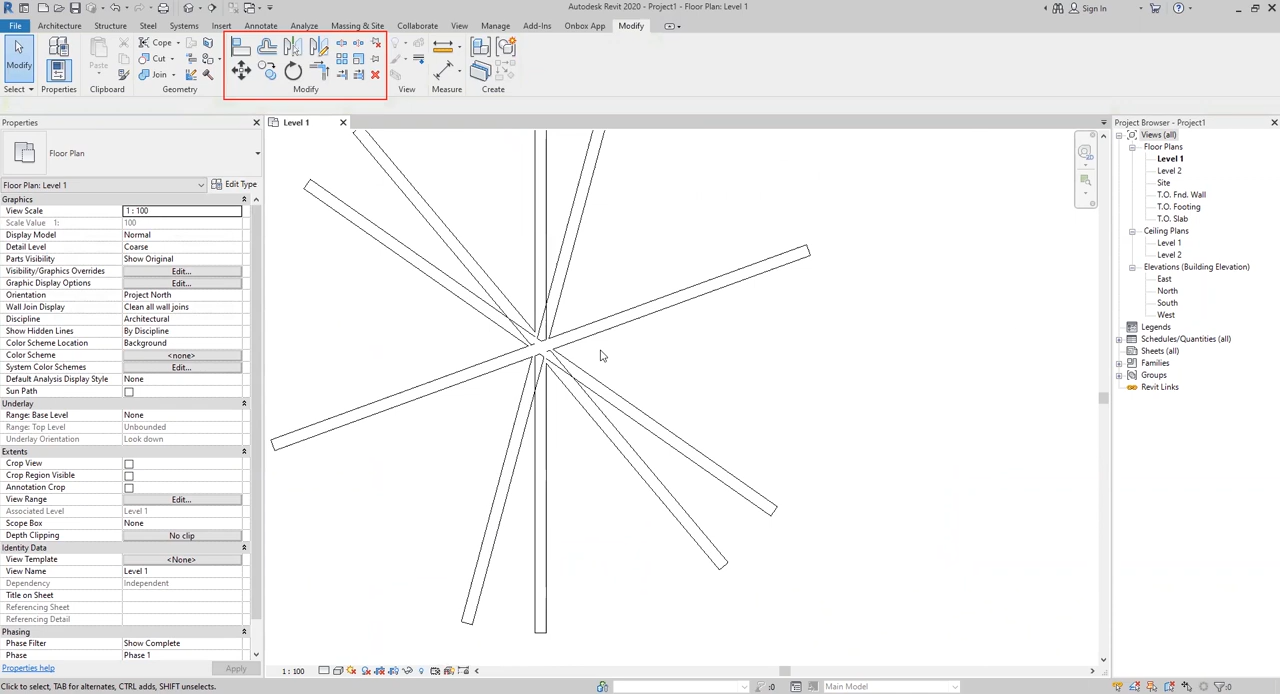 Autodesk Revit 2020 - Project1 - Floor Plan: Level 1
Sign In
File Architecture Structure Steel Systems Insert Annotate Analyze Massing & Site Collaborate View Manage Add-Ins Onbox App Modify
Modify Paste Cope
Cut
Join
Select Properties Clipboard Geometry Modify View Measure Create
Properties
Level 1
Project Browser - Project1
Floor Plan
Floor Plan: Level 1 Edit Type
Graphics
View Scale 1 : 100
Scale Value 1: 100
Display Model Normal
Detail Level Coarse
Parts Visibility Show Original
Visibility/Graphics Overrides Edit...
Graphic Display Options Edit...
Orientation Project North
Wall Join Display Clean all wall joins
Discipline Architectural
Show Hidden Lines By Discipline
Color Scheme Location Background
Color Scheme <none>
System Color Schemes Edit...
Default Analysis Display Style None
Sun Path
Underlay
Range: Base Level None
Range: Top Level Unbounded
Underlay Orientation Look down
Extents
Crop View
Crop Region Visible
Annotation Crop
View Range Edit...
Associated Level Level 1
Scope Box None
Depth Clipping No clip
Identity Data
View Template <None>
View Name Level 1
Dependency Independent
Title on Sheet
Referencing Sheet
Referencing Detail
Phasing
Phase Filter Show Complete
Phase Phase 1
Properties help Apply
Views (all)
Floor Plans
Level 1
Level 2
Site
T.O. Fnd. Wall
T.O. Footing
T.O. Slab
Ceiling Plans
Level 1
Level 2
Elevations (Building Elevation)
East
North
South
West
Legends
Schedules/Quantities (all)
Sheets (all)
Families
Groups
Revit Links
1 : 100
Click to select, TAB for alternates, CTRL adds, SHIFT unselects. :0 Main Model :0